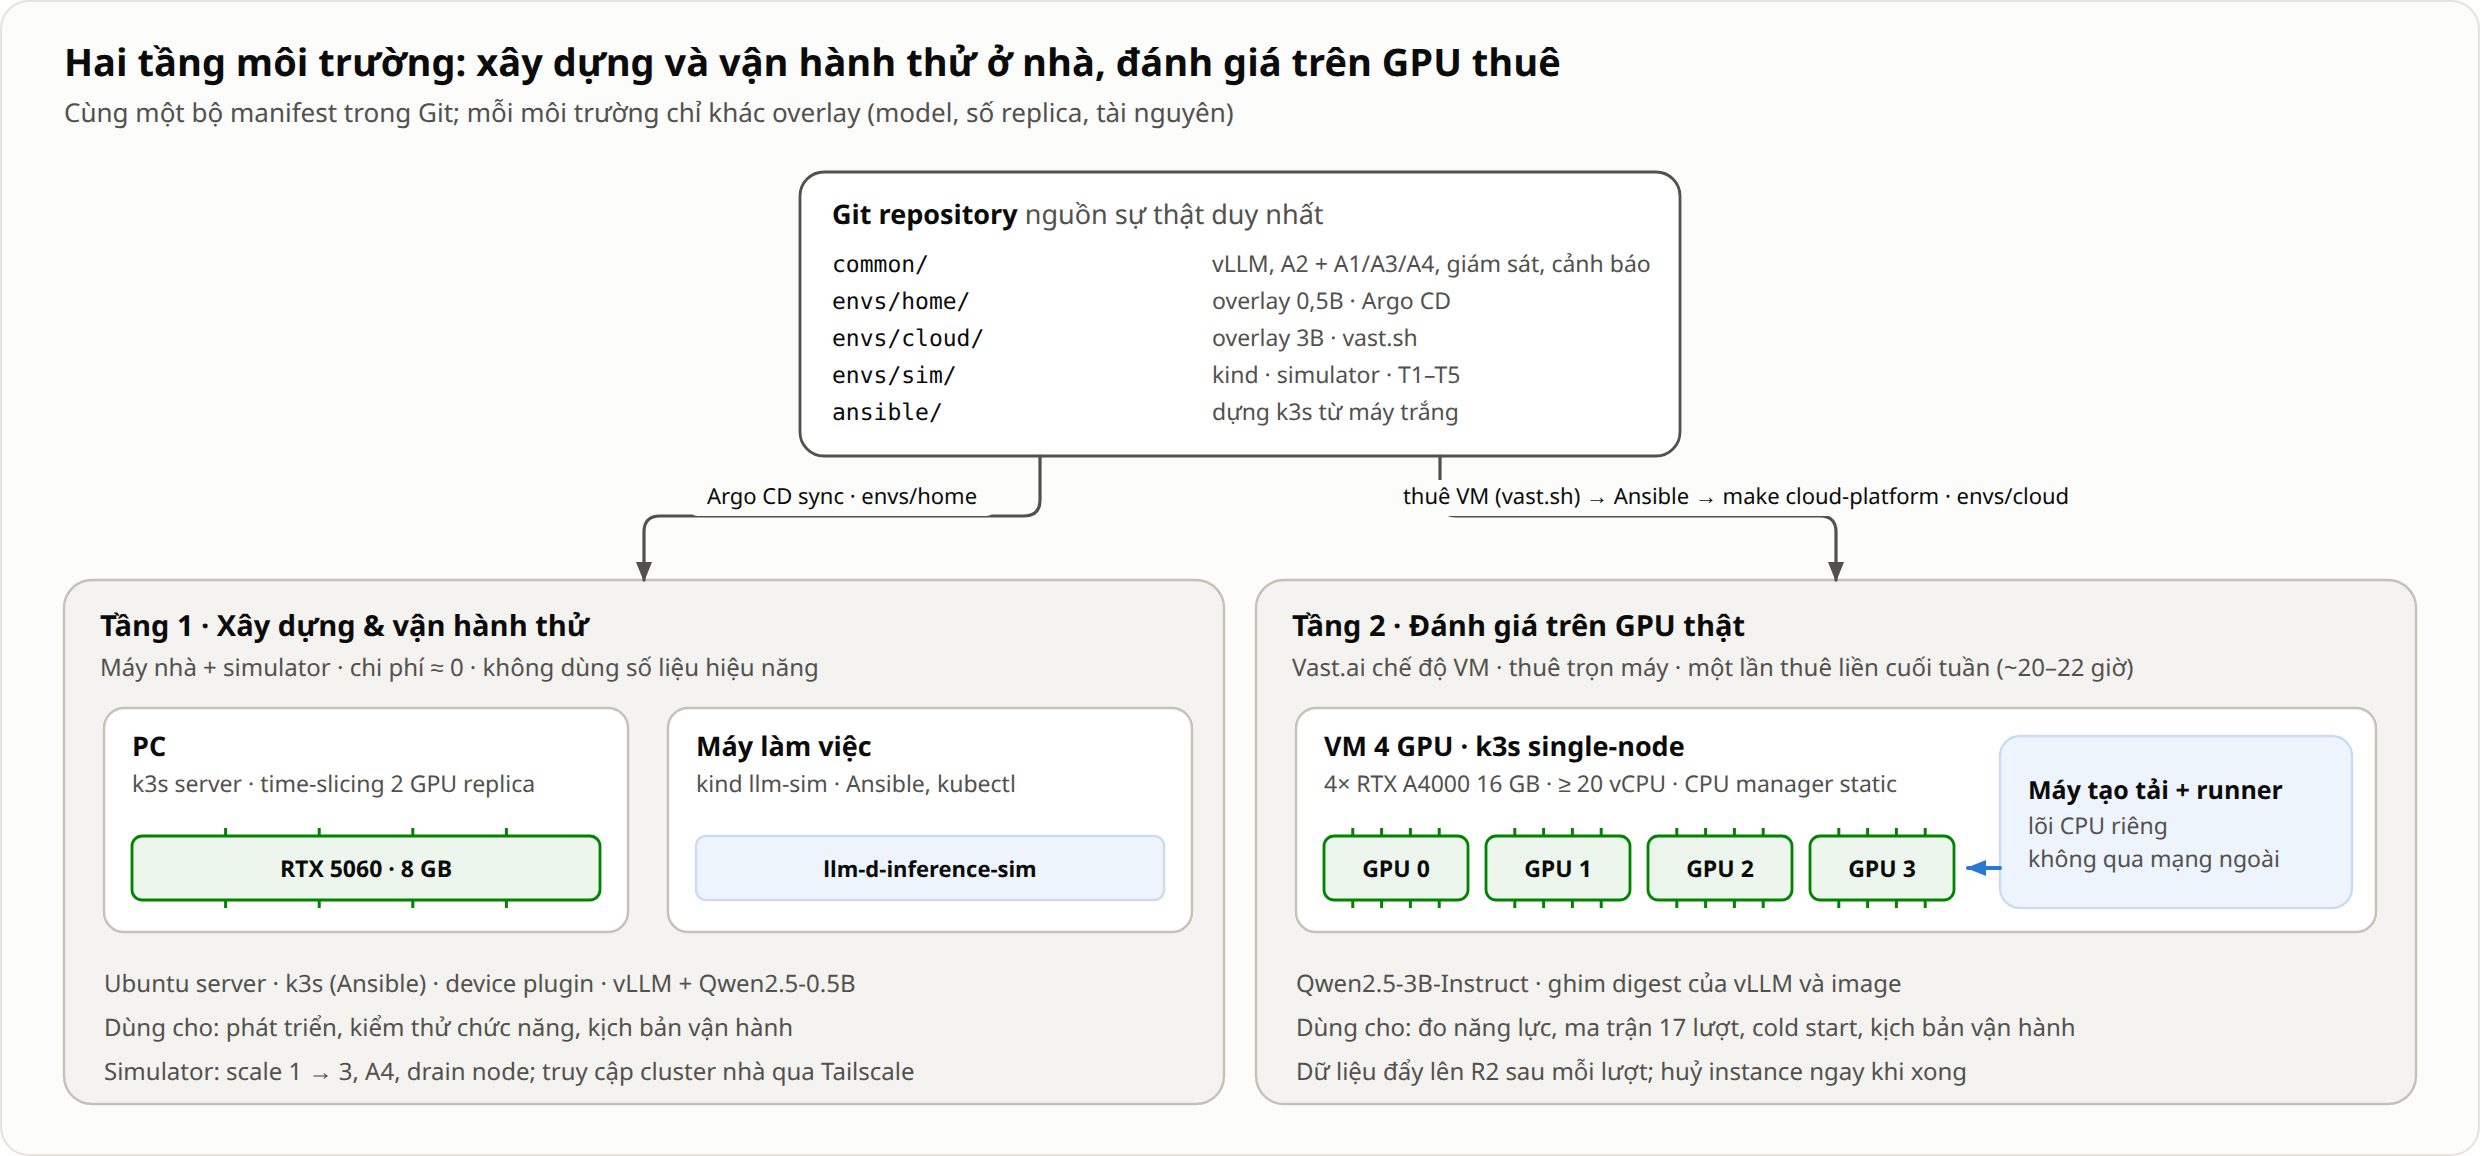 Hai tầng môi trường: xây dựng và vận hành thử ở nhà, đánh giá trên GPU thuê
Cùng một bộ manifest trong Git; mỗi môi trường chỉ khác overlay (model, số replica, tài nguyên)
Git repository nguồn sự thật duy nhất
common/ vLLM, A2 + A1/A3/A4, giám sát, cảnh báo
envs/home/ overlay 0,5B · Argo CD
envs/cloud/ overlay 3B · vast.sh
envs/sim/ kind · simulator · T1–T5
ansible/ dựng k3s từ máy trắng
Argo CD sync · envs/home
thuê VM (vast.sh) → Ansible → make cloud-platform · envs/cloud
Tầng 1 · Xây dựng & vận hành thử
Máy nhà + simulator · chi phí ≈ 0 · không dùng số liệu hiệu năng
PC
k3s server · time-slicing 2 GPU replica
RTX 5060 · 8 GB
Máy làm việc
kind llm-sim · Ansible, kubectl
llm-d-inference-sim
Ubuntu server · k3s (Ansible) · device plugin · vLLM + Qwen2.5-0.5B
Dùng cho: phát triển, kiểm thử chức năng, kịch bản vận hành
Simulator: scale 1 → 3, A4, drain node; truy cập cluster nhà qua Tailscale
Tầng 2 · Đánh giá trên GPU thật
Vast.ai chế độ VM · thuê trọn máy · một lần thuê liền cuối tuần (~20–22 giờ)
VM 4 GPU · k3s single-node
4× RTX A4000 16 GB · ≥ 20 vCPU · CPU manager static
GPU 0
GPU 1
GPU 2
GPU 3
Máy tạo tải + runner
lõi CPU riêng
không qua mạng ngoài
Qwen2.5-3B-Instruct · ghim digest của vLLM và image
Dùng cho: đo năng lực, ma trận 17 lượt, cold start, kịch bản vận hành
Dữ liệu đẩy lên R2 sau mỗi lượt; huỷ instance ngay khi xong